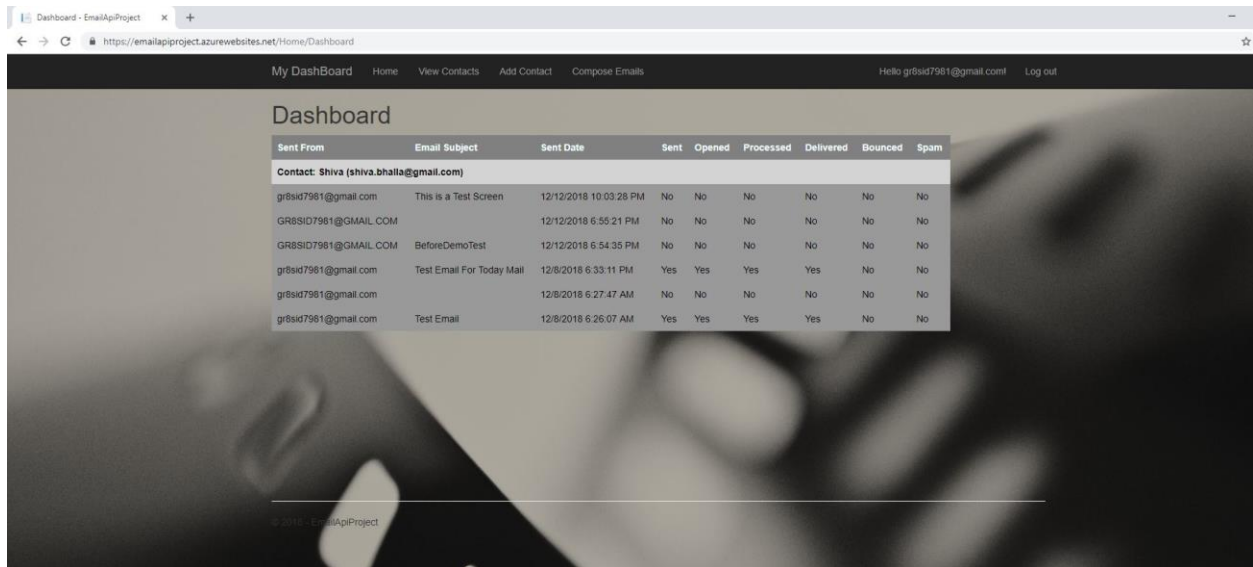 Dashboard - EmailApiProject
https://emailapiproject.azurewebsites.net/Home/Dashboard
My DashBoard Home View Contacts Add Contact Compose Emails Hello gr8sid7981@gmail.com! Log out
Dashboard
Sent From Email Subject Sent Date Sent Opened Processed Delivered Bounced Spam
Contact: Shiva (shiva.bhalla@gmail.com)
gr8sid7981@gmail.com This is a Test Screen 12/12/2018 10:03:28 PM No No No No No No
GR8SID7981@GMAIL.COM 12/12/2018 6:55:21 PM No No No No No No
GR8SID7981@GMAIL.COM BeforeDemoTest 12/12/2018 6:54:35 PM No No No No No No
gr8sid7981@gmail.com Test Email For Today Mail 12/8/2018 6:33:11 PM Yes Yes Yes Yes No No
gr8sid7981@gmail.com 12/8/2018 6:27:47 AM No No No No No No
gr8sid7981@gmail.com Test Email 12/8/2018 6:26:07 AM Yes Yes Yes Yes No No
© 2018 - EmailApiProject